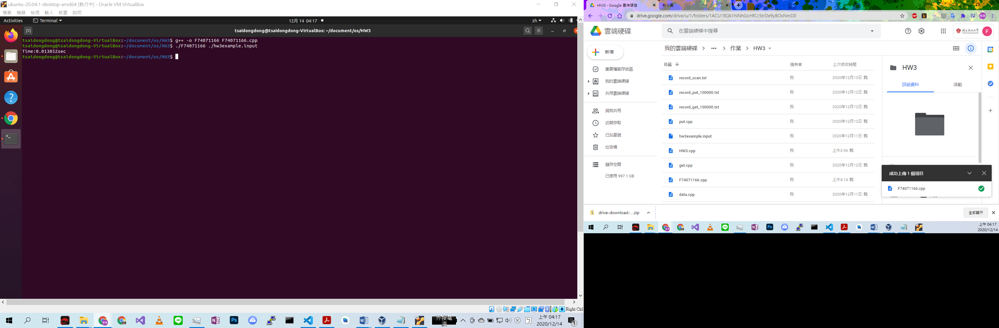 ubuntu-20.04.1-desktop-amd64 [執行中] - Oracle VM VirtualBox
檔案 機器 檢視 輸入 裝置 說明
Activities Terminal 12月 14 04:17 zh
tsaidongdong@tsaidongdong-VirtualBox: ~/document/os/HW3
tsaidongdong@tsaidongdong-VirtualBox:~/document/os/HW3$ g++ -o F74071166 F74071166.cpp
tsaidongdong@tsaidongdong-VirtualBox:~/document/os/HW3$ ./F74071166 ./hw3example.input
Time:0.013852sec
tsaidongdong@tsaidongdong-VirtualBox:~/document/os/HW3$
Right Ctrl
外接電源
上午 04:17
2020/12/14
1
HW3 - Google 雲端硬碟
新分頁
drive.google.com/drive/u/1/folders/1ACU1BQk1hiNhGoHfCc5trDe9yBOxNmD0
ABP
雲端硬碟
在雲端硬碟中搜尋
國立成功大學
F
新增
我的雲端硬碟 > ••• > 作業 > HW3
重要檔案存放區
我的雲端硬碟
共用雲端硬碟
與我共用
近期存取
已加星號
垃圾桶
儲存空間
已使用 997.1 GB
名稱 擁有者 上次修改時間
record_scan.txt 我 2020年12月13日 我
record_put_100000.txt 我 2020年12月12日 我
record_get_100000.txt 我 2020年12月12日 我
put.cpp 我 2020年12月12日 我
hw3example.input 我 2020年12月11日 我
HW3.cpp 我 上午3:56 我
get.cpp 我 2020年12月12日 我
F74071166.cpp 我 上午4:14 我
data.cpp 我 2020年12月11日 我
HW3
詳細資料 活動
成功上傳 1 個項目
F74071166.cpp
drive-download-....zip
全部顯示
上午 04:17
2020/12/14